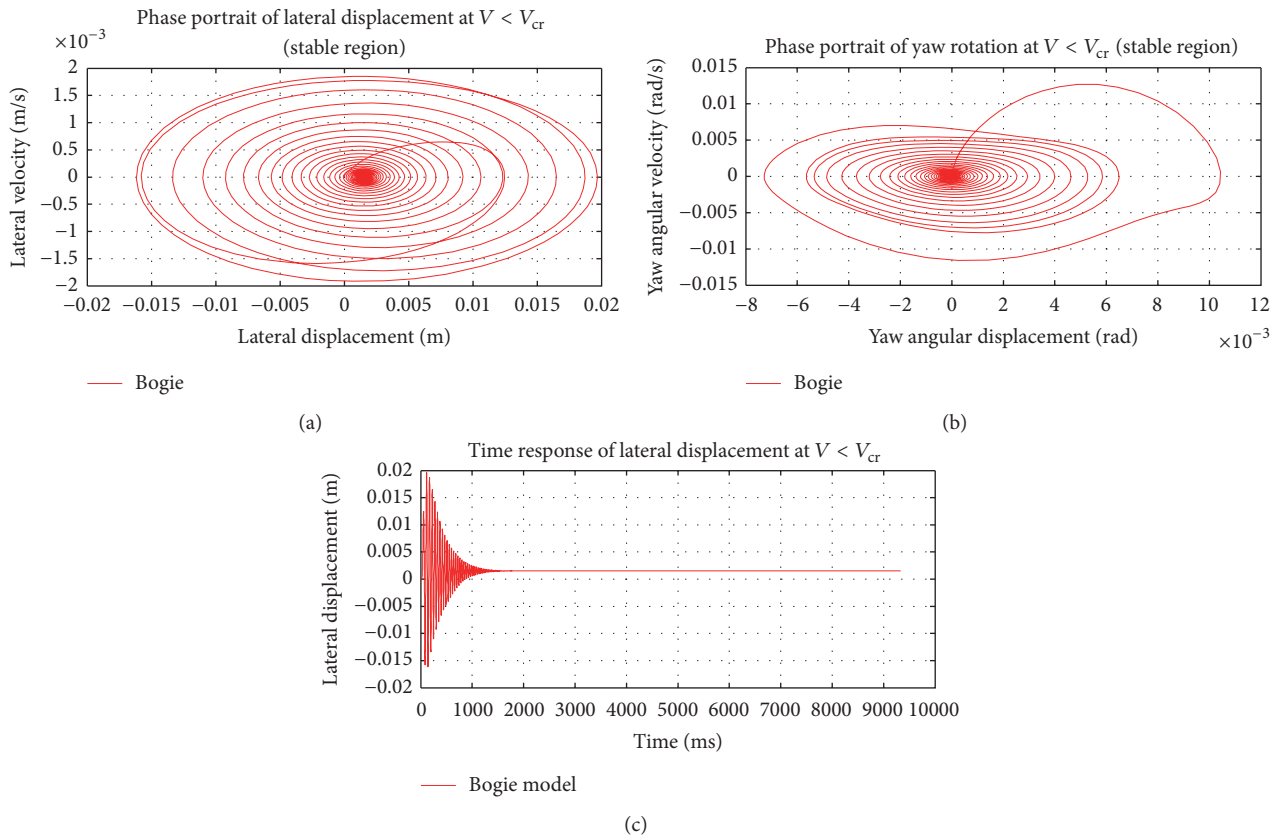 Phase portrait of lateral displacement at V < Vcr
(stable region)
×10−3
2
1.5
1
0.5
0
−0.5
−1
−1.5
−2
Lateral velocity (m/s)
−0.02 −0.015 −0.01 −0.005 0 0.005 0.01 0.015 0.02
Lateral displacement (m)
Bogie
(a)
Phase portrait of yaw rotation at V < Vcr (stable region)
0.015
0.01
0.005
0
−0.005
−0.01
−0.015
Yaw angular velocity (rad/s)
−8 −6 −4 −2 0 2 4 6 8 10 12
Yaw angular displacement (rad)
×10−3
Bogie
(b)
Time response of lateral displacement at V < Vcr
0.02
0.015
0.01
0.005
0
−0.005
−0.01
−0.015
−0.02
Lateral displacement (m)
0 1000 2000 3000 4000 5000 6000 7000 8000 9000 10000
Time (ms)
Bogie model
(c)